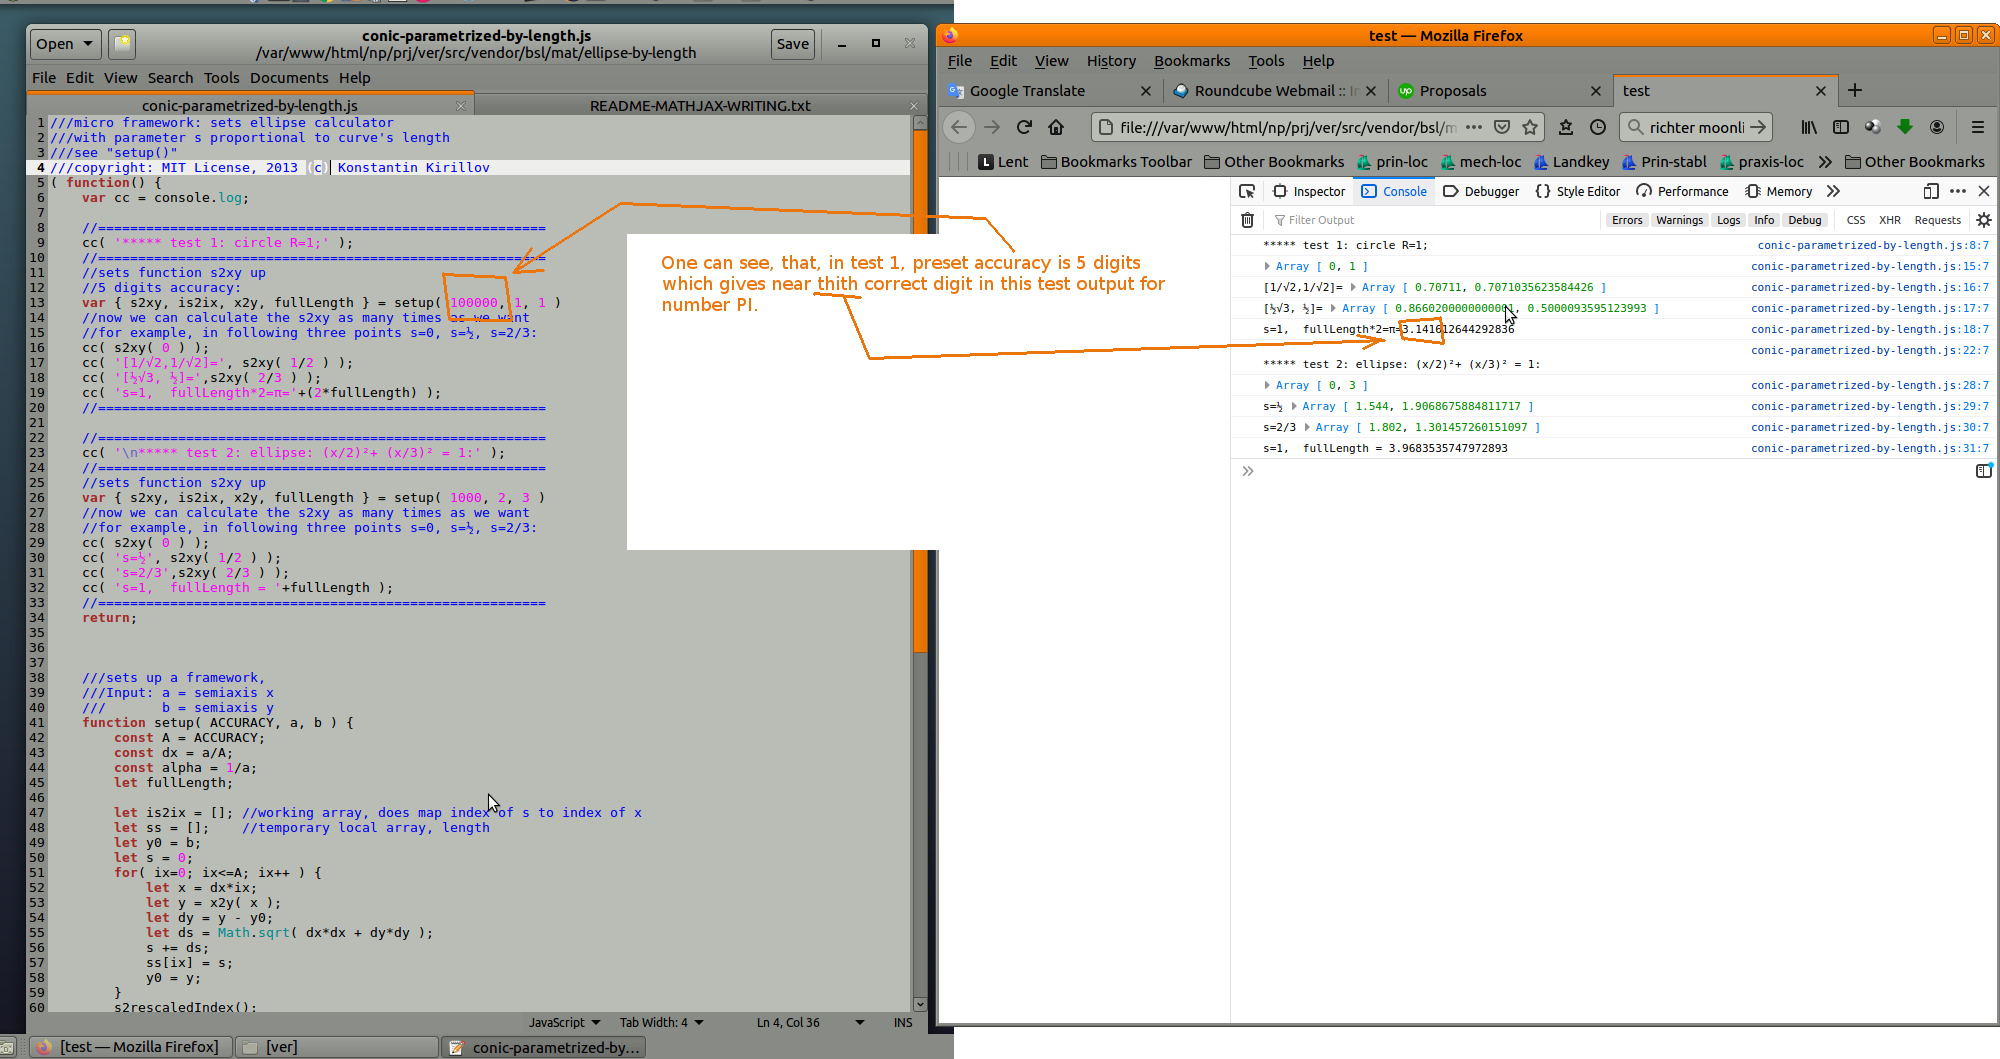 conic-parametrized-by-length.js
/var/www/html/np/prj/ver/src/vendor/bsl/mat/ellipse-by-length
Open
Save
File Edit View Search Tools Documents Help
conic-parametrized-by-length.js
README-MATHJAX-WRITING.txt
1 ///micro framework: sets ellipse calculator
2 ///with parameter s proportional to curve's length
3 ///see "setup()"
4 ///copyright: MIT License, 2013 (c) Konstantin Kirillov
5 ( function() {
6 var cc = console.log;
7
8 //========================================================
9 cc( '***** test 1: circle R=1;' );
10 //========================================================
11 //sets function s2xy up
12 //5 digits accuracy:
13 var { s2xy, is2ix, x2y, fullLength } = setup( 100000, 1, 1 )
14 //now we can calculate the s2xy as many times as we want
15 //for example, in following three points s=0, s=½, s=2/3:
16 cc( s2xy( 0 ) );
17 cc( '[1/√2,1/√2]=', s2xy( 1/2 ) );
18 cc( '[½√3, ½]=',s2xy( 2/3 ) );
19 cc( 's=1,  fullLength*2=π='+(2*fullLength) );
20 //========================================================
21
22 //========================================================
23 cc( '\n***** test 2: ellipse: (x/2)²+ (x/3)² = 1:' );
24 //========================================================
25 //sets function s2xy up
26 var { s2xy, is2ix, x2y, fullLength } = setup( 1000, 2, 3 )
27 //now we can calculate the s2xy as many times as we want
28 //for example, in following three points s=0, s=½, s=2/3:
29 cc( s2xy( 0 ) );
30 cc( 's=½', s2xy( 1/2 ) );
31 cc( 's=2/3',s2xy( 2/3 ) );
32 cc( 's=1,  fullLength = '+fullLength );
33 //========================================================
34 return;
35
36
37
38 ///sets up a framework,
39 ///Input: a = semiaxis x
40 ///       b = semiaxis y
41 function setup( ACCURACY, a, b ) {
42 const A = ACCURACY;
43 const dx = a/A;
44 const alpha = 1/a;
45 let fullLength;
46
47 let is2ix = []; //working array, does map index of s to index of x
48 let ss = [];    //temporary local array, length
49 let y0 = b;
50 let s = 0;
51 for( ix=0; ix<=A; ix++ ) {
52 let x = dx*ix;
53 let y = x2y( x );
54 let dy = y - y0;
55 let ds = Math.sqrt( dx*dx + dy*dy );
56 s += ds;
57 ss[ix] = s;
58 y0 = y;
59 }
60 s2rescaledIndex();
JavaScript Tab Width: 4 Ln 4, Col 36 INS
[test — Mozilla Firefox] [ver] conic-parametrized-by-...
One can see, that, in test 1, preset accuracy is 5 digits
which gives near thith correct digit in this test output for
number PI.
test — Mozilla Firefox
File Edit View History Bookmarks Tools Help
Google Translate
Roundcube Webmail ::
Proposals
test
file:///var/www/html/np/prj/ver/src/vendor/bsl/m
richter moonli
Lent Bookmarks Toolbar Other Bookmarks prin-loc mech-loc Landkey Prin-stabl praxis-loc Other Bookmarks
Inspector Console Debugger Style Editor Performance Memory
Filter Output
Errors Warnings Logs Info Debug CSS XHR Requests
***** test 1: circle R=1; conic-parametrized-by-length.js:8:7
Array [ 0, 1 ] conic-parametrized-by-length.js:15:7
[1/√2,1/√2]= Array [ 0.70711, 0.7071035623584426 ] conic-parametrized-by-length.js:16:7
[½√3, ½]= Array [ 0.8660200000000001, 0.5000093595123993 ] conic-parametrized-by-length.js:17:7
s=1,  fullLength*2=π=3.141612644292836 conic-parametrized-by-length.js:18:7
conic-parametrized-by-length.js:22:7
***** test 2: ellipse: (x/2)²+ (x/3)² = 1:
Array [ 0, 3 ] conic-parametrized-by-length.js:28:7
s=½ Array [ 1.544, 1.9068675884811717 ] conic-parametrized-by-length.js:29:7
s=2/3 Array [ 1.802, 1.301457260151097 ] conic-parametrized-by-length.js:30:7
s=1,  fullLength = 3.9683535747972893 conic-parametrized-by-length.js:31:7